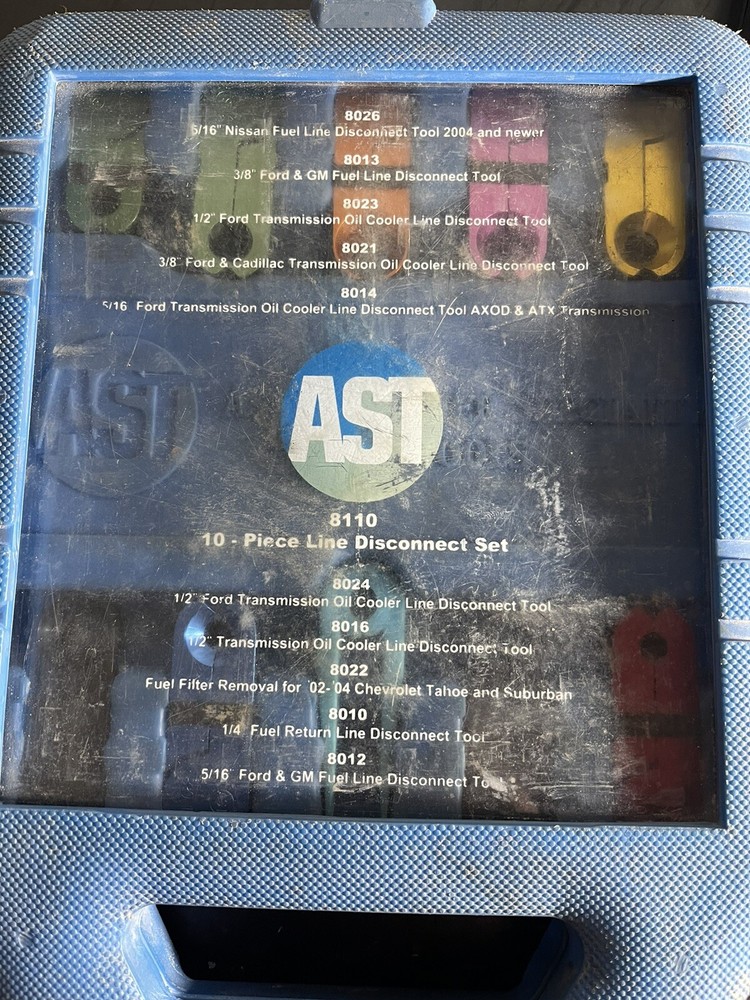 8026
5/16" Nissan Fuel Line Disconnect Tool 2004 and newer
8013
3/8" Ford & GM Fuel Line Disconnect Tool
8023
1/2" Ford Transmission Oil Cooler Line Disconnect Tool
8021
3/8" Ford & Cadillac Transmission Oil Cooler Line Disconnect Tool
8014
5/16 Ford Transmission Oil Cooler Line Disconnect Tool AXOD & ATX Transmission
AST
AST
8110
10 - Piece Line Disconnect Set
8024
1/2" Ford Transmission Oil Cooler Line Disconnect Tool
8016
1/2" Transmission Oil Cooler Line Disconnect Tool
8022
Fuel Filter Removal for '02-'04 Chevrolet Tahoe and Suburban
8010
1/4 Fuel Return Line Disconnect Tool
8012
5/16 Ford & GM Fuel Line Disconnect Tool